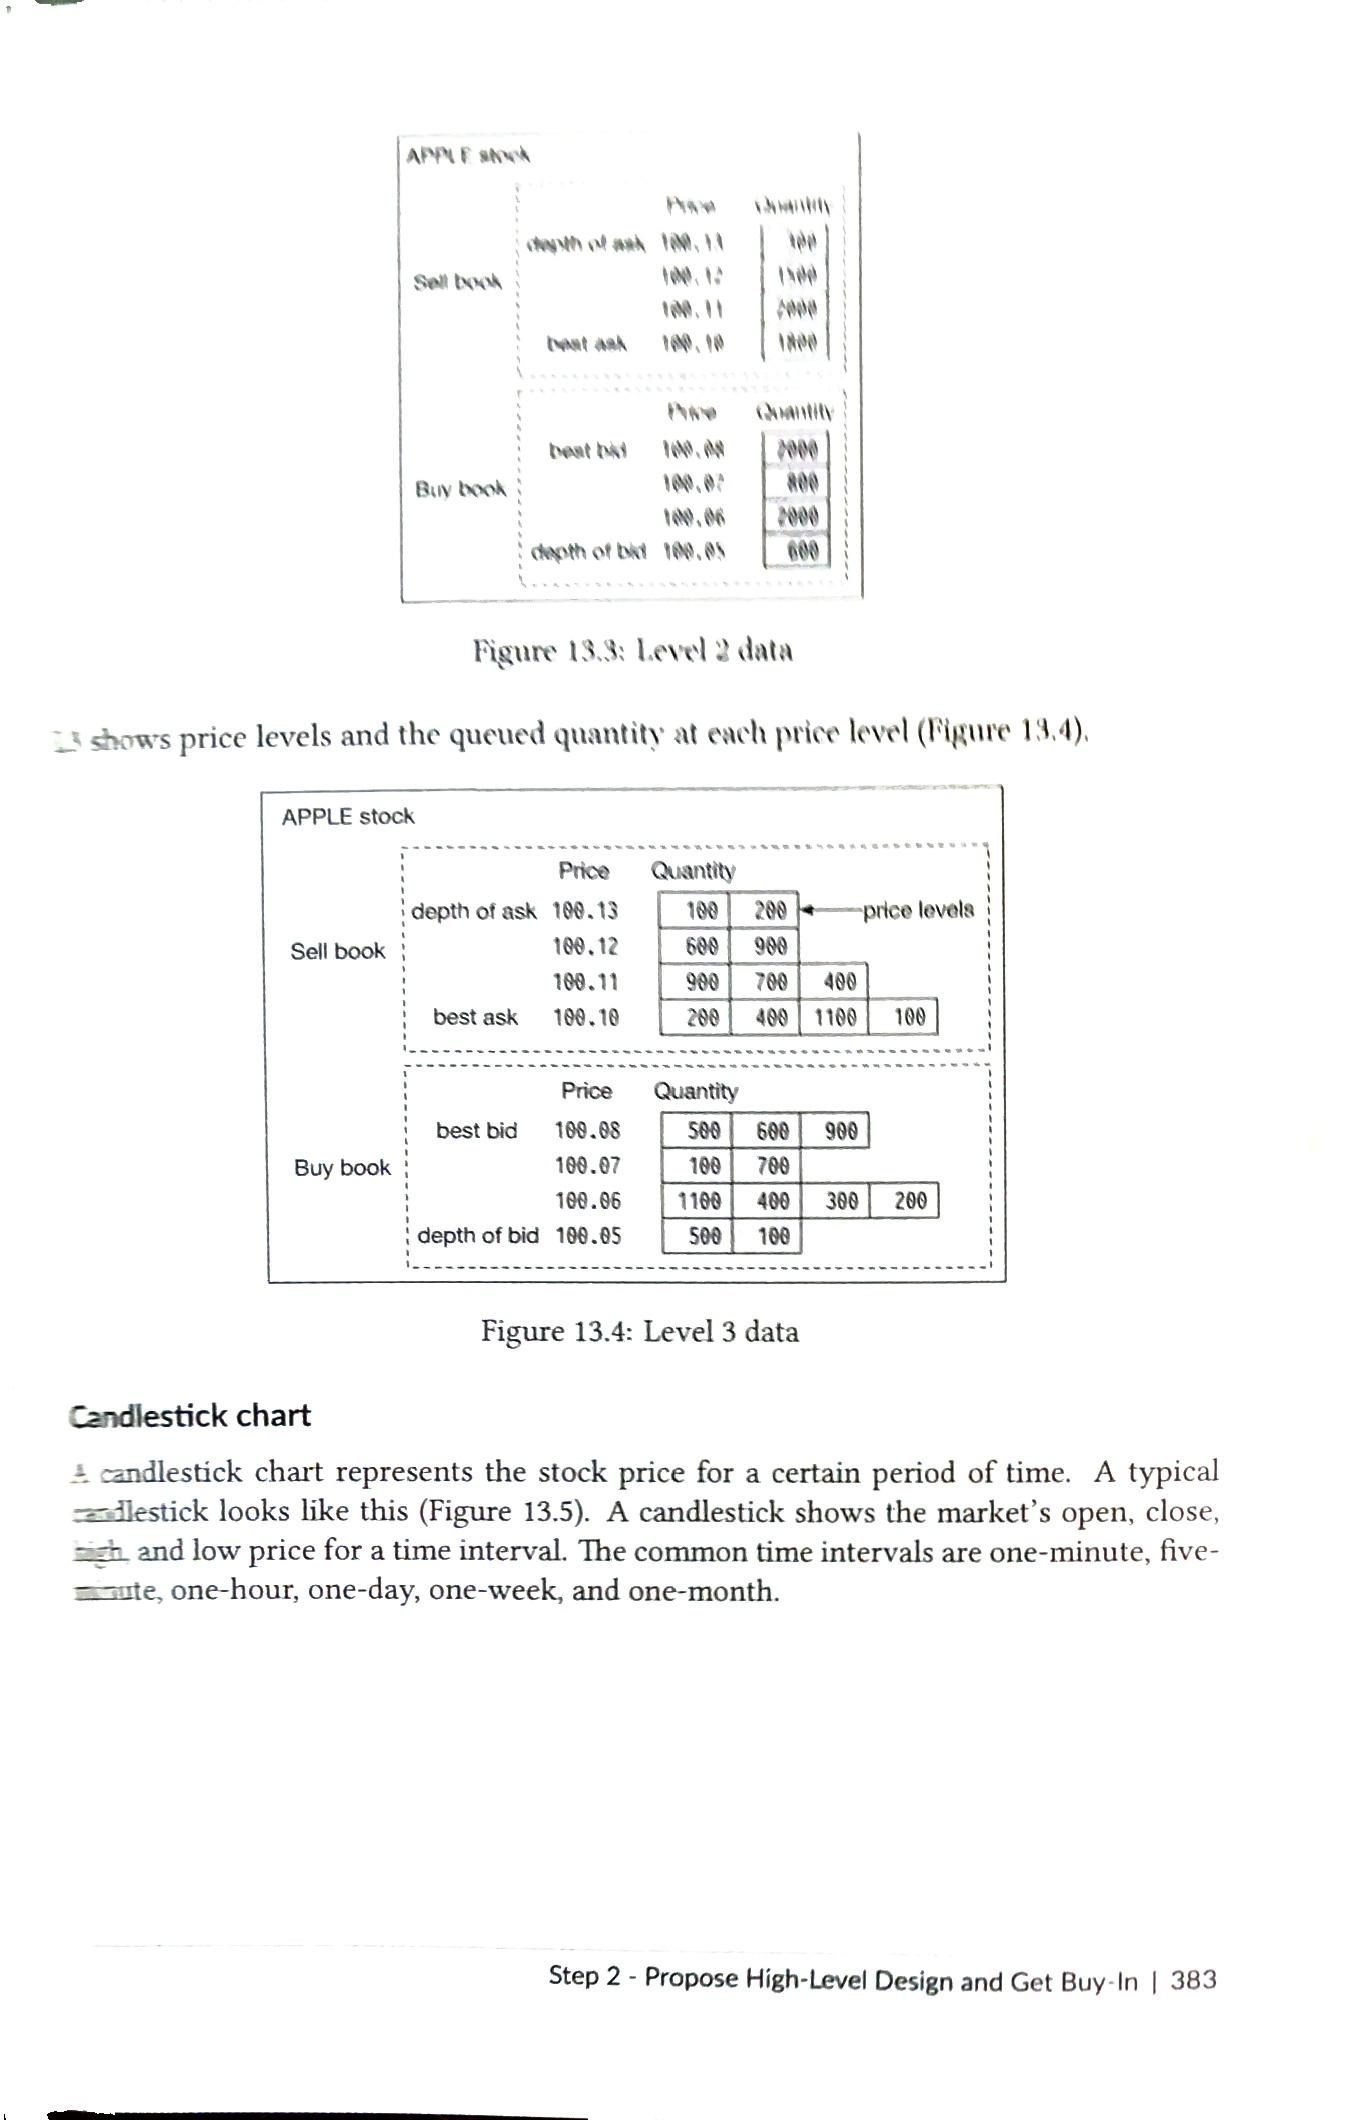 APPLE stock
Price Quantity
depth of ask 100.13 300
100.12 1500
Sell book
100.11 2000
best ask 100.10 1800
Price Quantity
best bid 100.08 2000
100.07 800
Buy book
100.06 2000
depth of bid 100.05 600
Figure 13.3: Level 2 data
L3 shows price levels and the queued quantity at each price level (Figure 13.4).
APPLE stock
Price Quantity
depth of ask 100.13 100 200 price levels
100.12 600 900
Sell book
100.11 900 700 400
best ask 100.10 200 400 1100 100
Price Quantity
best bid 100.08 500 600 900
100.07 100 700
Buy book
100.06 1100 400 300 200
depth of bid 100.05 500 100
Figure 13.4: Level 3 data
Candlestick chart
A candlestick chart represents the stock price for a certain period of time. A typical
candlestick looks like this (Figure 13.5). A candlestick shows the market's open, close,
high, and low price for a time interval. The common time intervals are one-minute, five-
minute, one-hour, one-day, one-week, and one-month.
Step 2 - Propose High-Level Design and Get Buy-In | 383